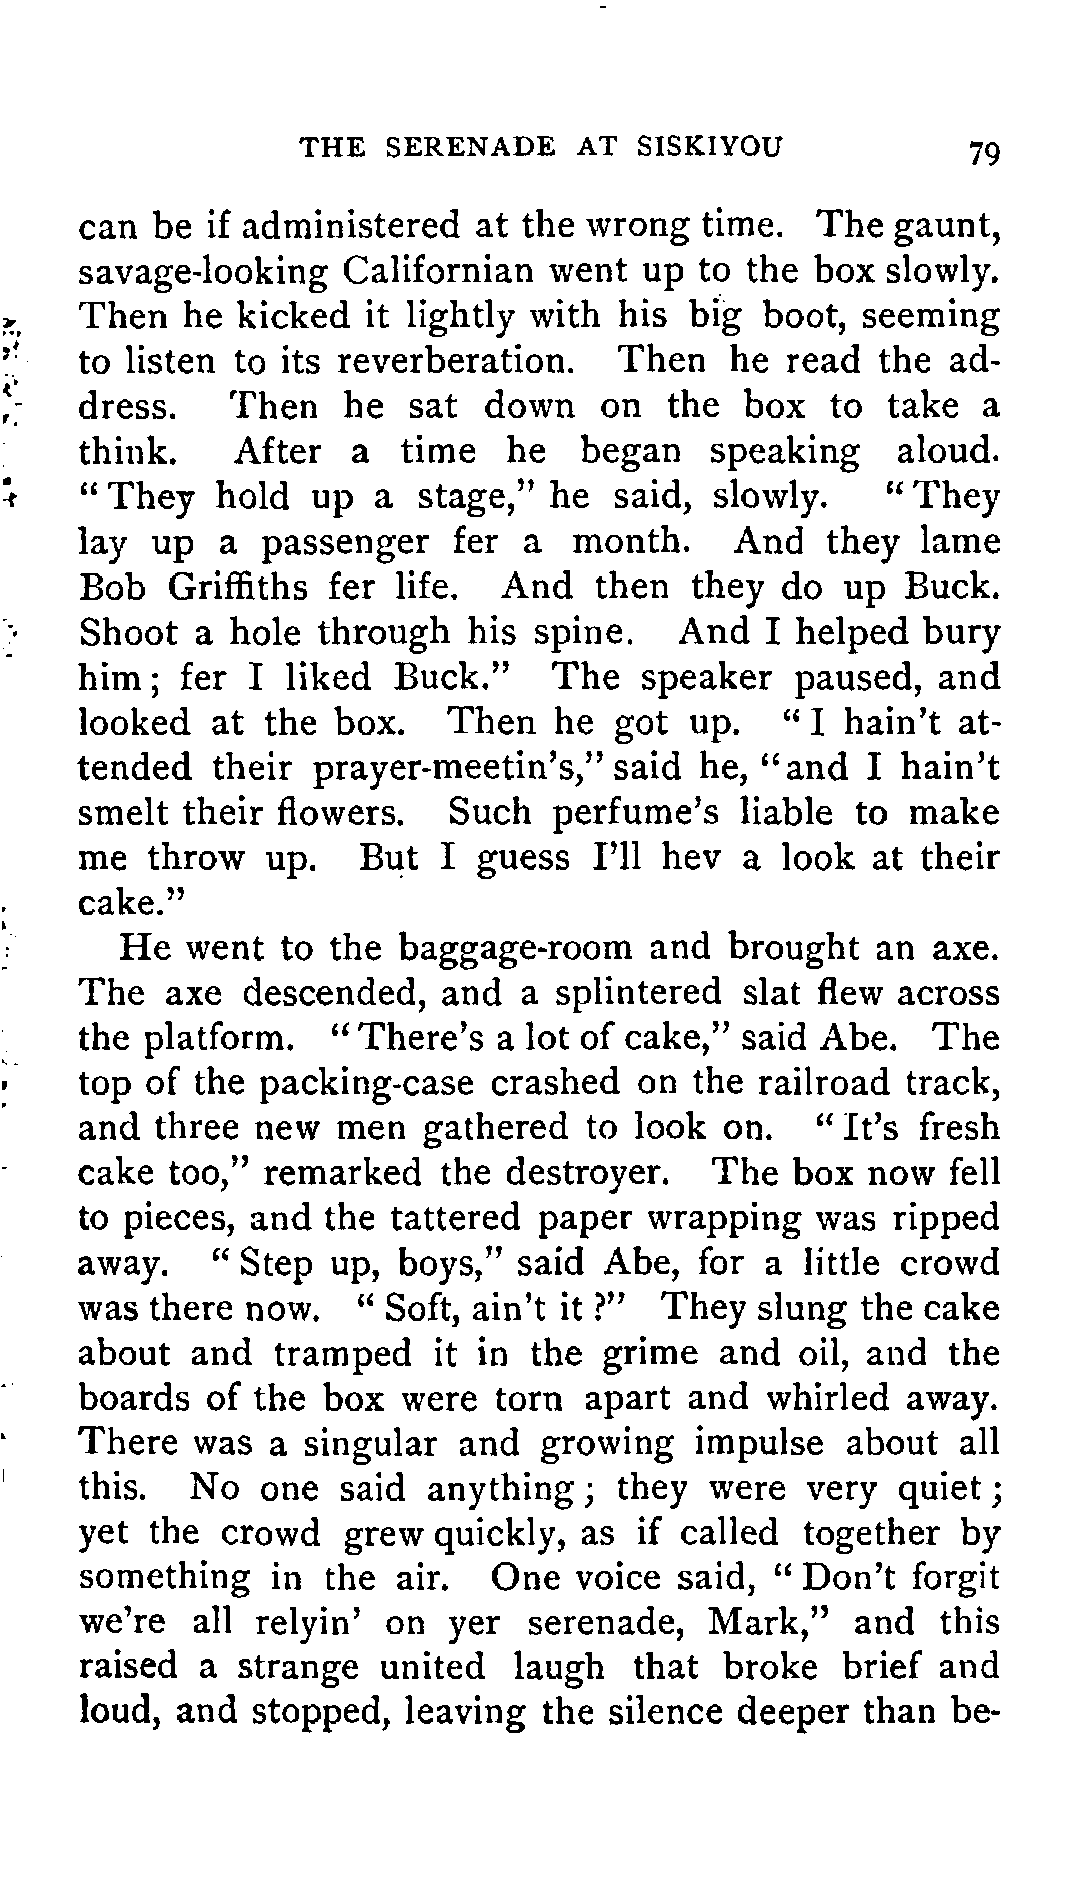 THE SERENADE AT SISKIYOU 79
can be if administered at the wrong time. The gaunt,
savage-looking Californian went up to the box slowly.
Then he kicked it lightly with his big boot, seeming
to listen to its reverberation. Then he read the ad-
dress. Then he sat down on the box to take a
think. After a time he began speaking aloud.
"They hold up a stage," he said, slowly. "They
lay up a passenger fer a month. And they lame
Bob Griffiths fer life. And then they do up Buck.
Shoot a hole through his spine. And I helped bury
him; fer I liked Buck." The speaker paused, and
looked at the box. Then he got up. "I hain't at-
tended their prayer-meetin's," said he, "and I hain't
smelt their flowers. Such perfume's liable to make
me throw up. But I guess I'll hev a look at their
cake."
He went to the baggage-room and brought an axe.
The axe descended, and a splintered slat flew across
the platform. "There's a lot of cake," said Abe. The
top of the packing-case crashed on the railroad track,
and three new men gathered to look on. "It's fresh
cake too," remarked the destroyer. The box now fell
to pieces, and the tattered paper wrapping was ripped
away. "Step up, boys," said Abe, for a little crowd
was there now. "Soft, ain't it?" They slung the cake
about and tramped it in the grime and oil, and the
boards of the box were torn apart and whirled away.
There was a singular and growing impulse about all
this. No one said anything; they were very quiet;
yet the crowd grew quickly, as if called together by
something in the air. One voice said, "Don't forgit
we're all relyin' on yer serenade, Mark," and this
raised a strange united laugh that broke brief and
loud, and stopped, leaving the silence deeper than be-